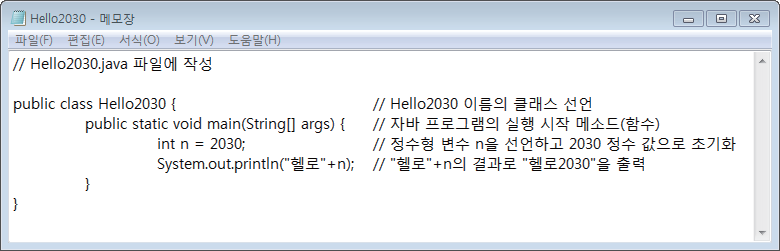 Hello2030 - 메모장
파일(F) 편집(E) 서식(O) 보기(V) 도움말(H)
// Hello2030.java 파일에 작성
public class Hello2030 { // Hello2030 이름의 클래스 선언
public static void main(String[] args) { // 자바 프로그램의 실행 시작 메소드(함수)
int n = 2030; // 정수형 변수 n을 선언하고 2030 정수 값으로 초기화
System.out.println("헬로"+n); // "헬로"+n의 결과로 "헬로2030"을 출력
}
}